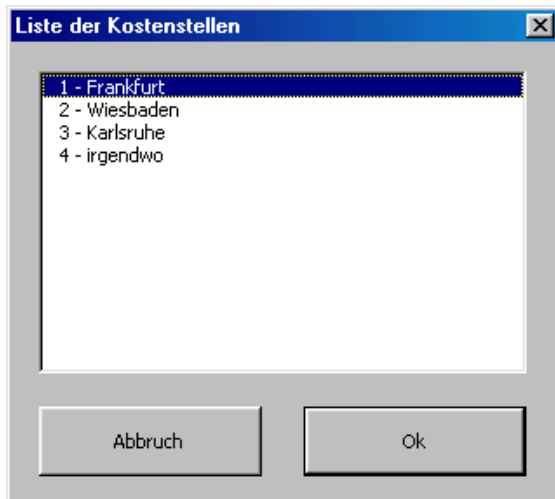 Liste der Kostenstellen
1 - Frankfurt
2 - Wiesbaden
3 - Karlsruhe
4 - irgendwo
Abbruch
Ok